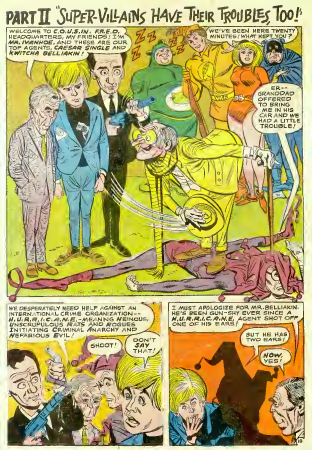 PART II "SUPER-VILLAINS HAVE THEIR TROUBLES TOO!"
WELCOME TO C.O.U.S.I.N. F.R.E.D.
HEADQUARTERS, MY FRIENDS! I'M
MR. IVANHOE, AND THESE ARE OUR
TOP AGENTS, CAESAR SINGLE AND
KWITCHA BELLIAKIN!
Z Z Z
WE'VE BEEN HERE TWENTY
MINUTES! WHAT KEPT YOU?
ER--
GRANDDAD
OFFERED TO
BRING ME IN
HIS CAR AND WE
HAD A LITTLE
TROUBLE!
WE DESPERATELY NEED HELP AGAINST AN
INTERNATIONAL CRIME ORGANIZATION--
H.U.R.R.I.C.A.N.E.--MEANING HEINOUS,
UNSCRUPULOUS RATS AND ROGUES
INITIATING CRIMINAL ANARCHY AND
NEFARIOUS EVIL!
SHOOT!
DON'T
SAY
THAT!
I MUST APOLOGIZE FOR MR. BELLIAKIN.
HE'S BEEN GUN-SHY EVER SINCE A
H.U.R.R.I.C.A.N.E. AGENT SHOT OFF
ONE OF HIS EARS!
BUT HE HAS
TWO EARS!
NOW,
YES!